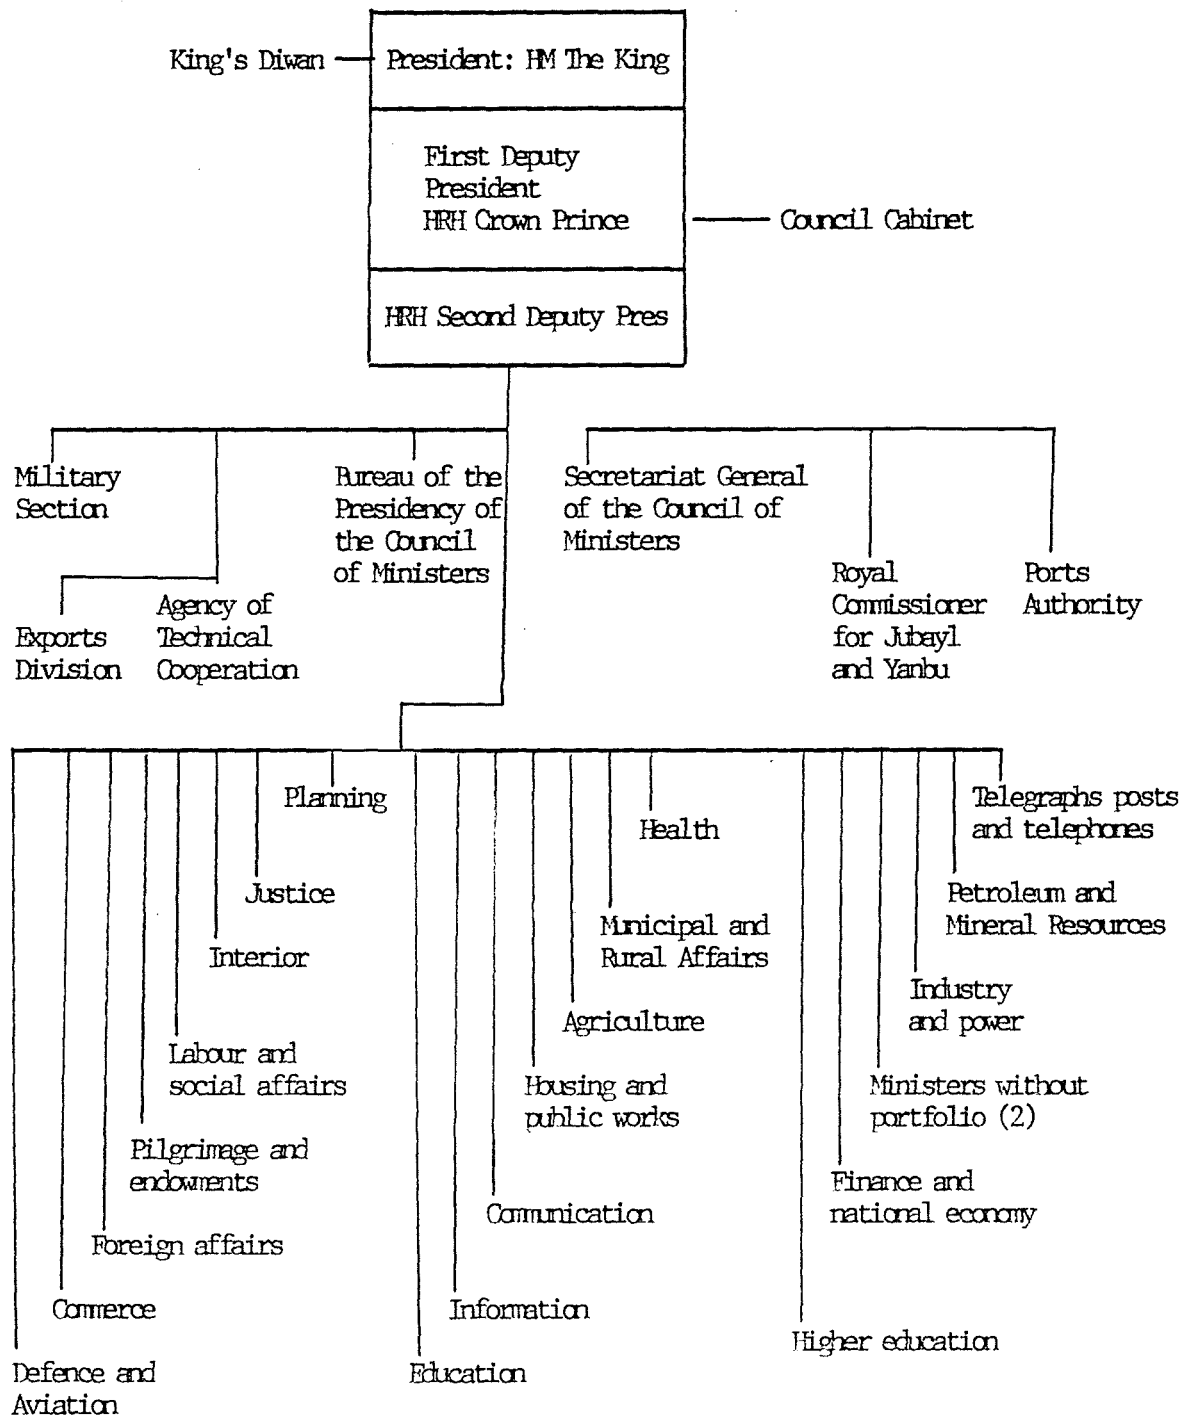 King's Diwan
President: HM The King
First Deputy
President
HRH Crown Prince
Council Cabinet
HRH Second Deputy Pres
Military
Section
Bureau of the
Presidency of
the Council
of Ministers
Secretariat General
of the Council of
Ministers
Exports
Division
Agency of
Technical
Cooperation
Royal
Commissioner
for Jubayl
and Yanbu
Ports
Authority
Planning
Telegraphs posts
and telephones
Health
Justice
Petroleum and
Mineral Resources
Municipal and
Rural Affairs
Interior
Industry
and power
Agriculture
Labour and
social affairs
Housing and
public works
Ministers without
portfolio (2)
Pilgrimage and
endowments
Finance and
national economy
Communication
Foreign affairs
Commerce
Information
Higher education
Defence and
Aviation
Education